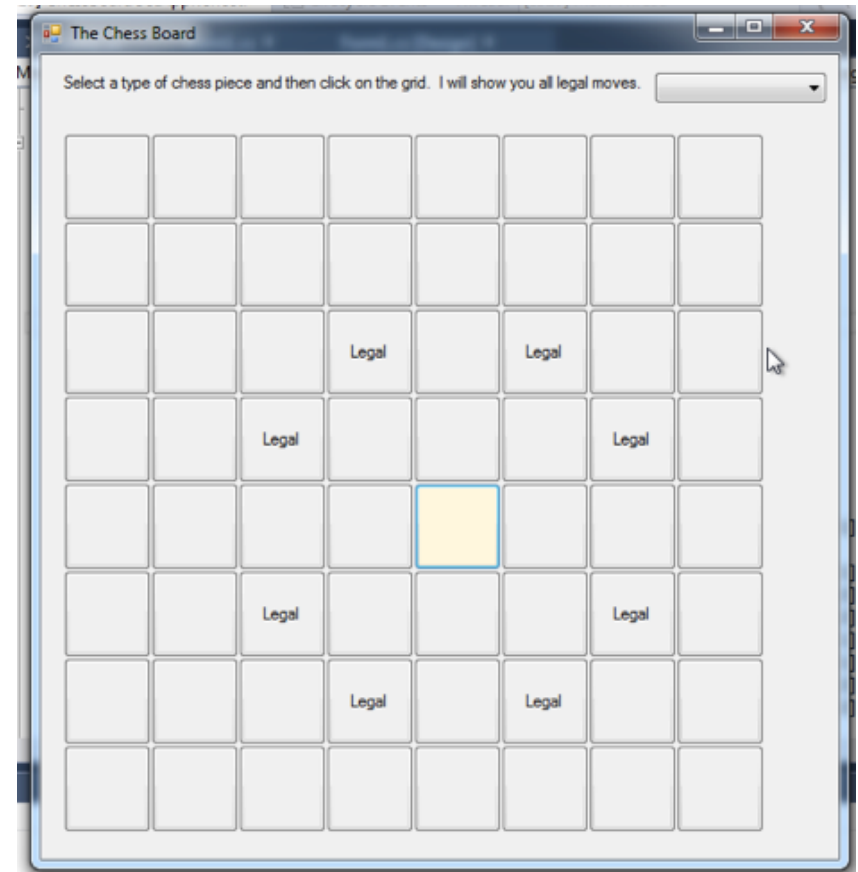 The Chess Board
Select a type of chess piece and then click on the grid. I will show you all legal moves.
Legal Legal
Legal Legal
Legal Legal
Legal Legal